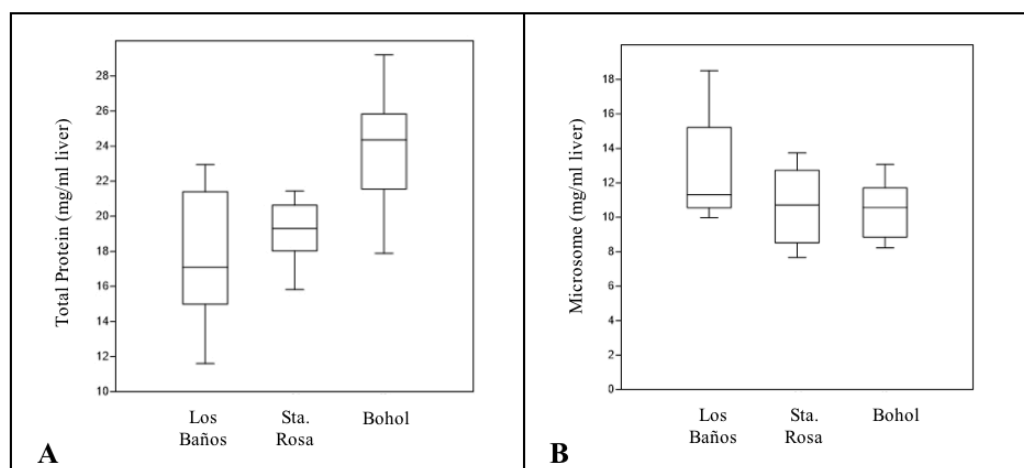 Total Protein (mg/ml liver)
28
26
24
22
20
18
16
14
12
10
Los
Baños
Sta.
Rosa
Bohol
A
Microsome (mg/ml liver)
18
16
14
12
10
8
6
4
2
0
Los
Baños
Sta.
Rosa
Bohol
B